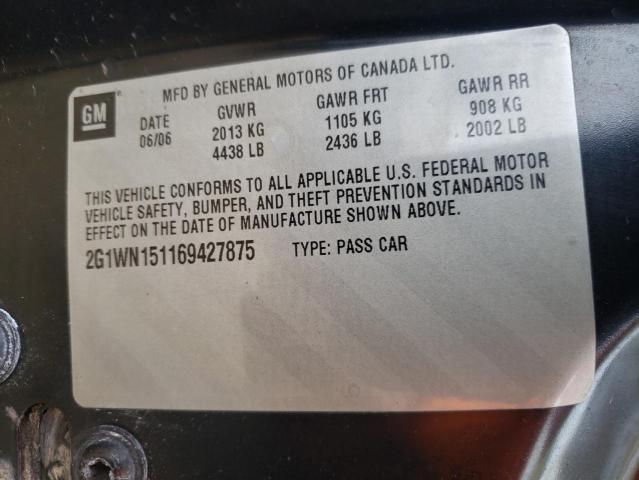 GM
MFD BY GENERAL MOTORS OF CANADA LTD.
DATE GVWR GAWR FRT GAWR RR
06/06 2013 KG 1105 KG 908 KG
4438 LB 2436 LB 2002 LB
THIS VEHICLE CONFORMS TO ALL APPLICABLE U.S. FEDERAL MOTOR
VEHICLE SAFETY, BUMPER, AND THEFT PREVENTION STANDARDS IN
EFFECT ON THE DATE OF MANUFACTURE SHOWN ABOVE.
2G1WN151169427875 TYPE: PASS CAR